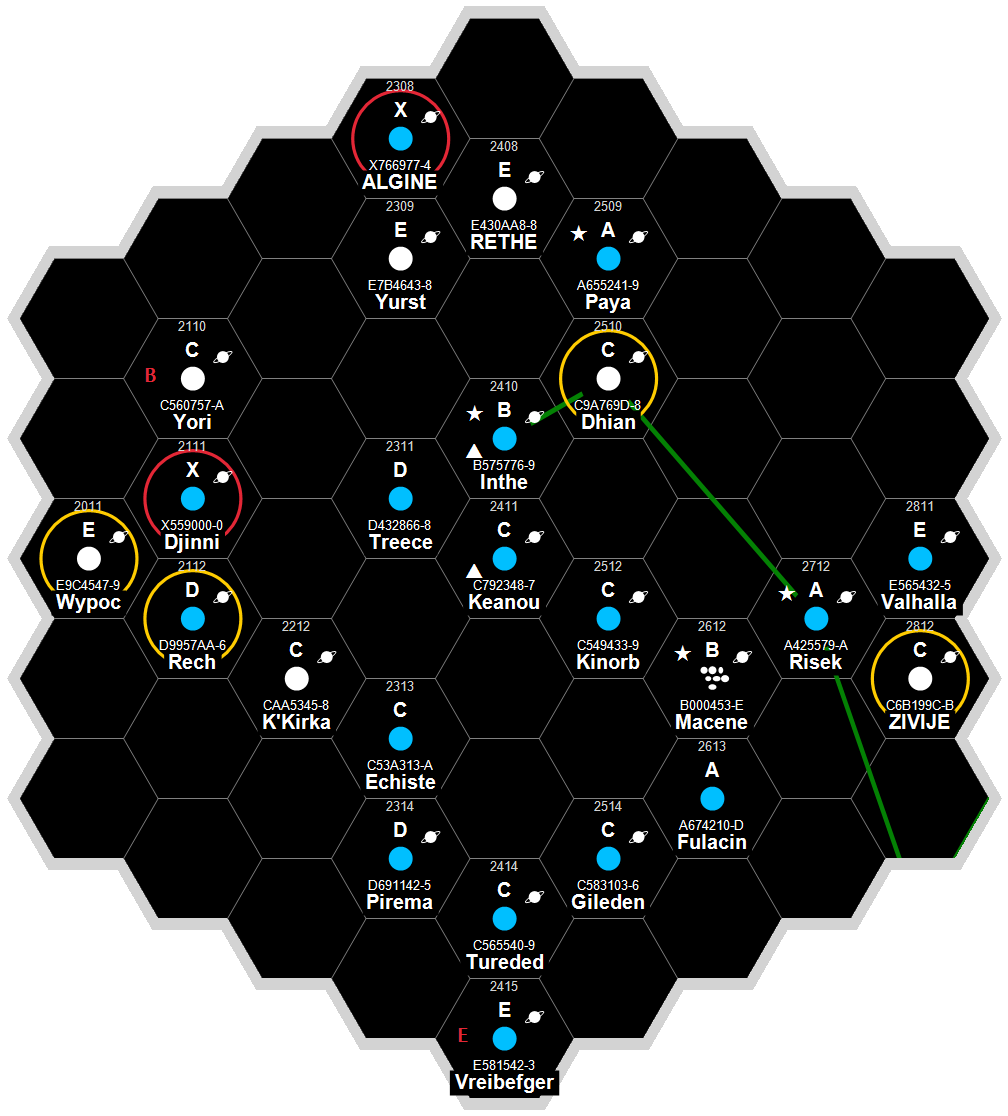 2308
X
X766977-4
ALGINE
2408
E
E430AA8-8
RETHE
2309
E
E7B4643-8
Yurst
2509
A
A655241-9
Paya
2110
C
B
C560757-A
Yori
2510
C
C9A769D-8
Dhian
2410
B
B575776-9
Inthe
2111
X
X559000-0
Djinni
2311
D
D432866-8
Treece
2011
E
E9C4547-9
Wypoc
2411
C
C792348-7
Keanou
2811
E
E565432-5
Valhalla
2112
D
D9957AA-6
Rech
2512
C
C549433-9
Kinorb
2712
A
A425579-A
Risek
2212
C
CAA5345-8
K'Kirka
2612
B
B000453-E
Macene
2812
C
C6B199C-B
ZIVIJE
2313
C
C53A313-A
Echiste
2613
A
A674210-D
Fulacin
2314
D
D691142-5
Pirema
2514
C
C583103-6
Gileden
2414
C
C565540-9
Tureded
2415
E
E
E581542-3
Vreibefger